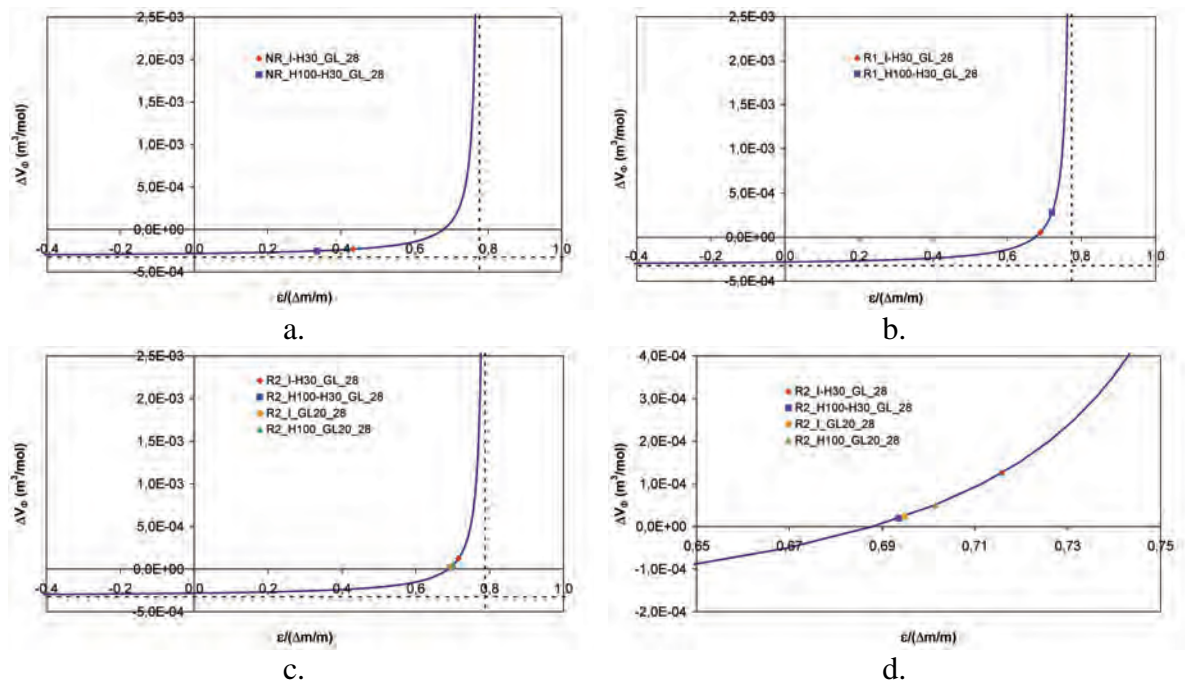 2,5E-03
2,0E-03
1,5E-03
1,0E-03
5,0E-04
0,0E+00
-5,0E-04
-0,4 -0,2 0,0 0,2 0,4 0,6 0,8 1,0
ΔVΦ (m³/mol)
ε/(Δm/m)
NR_I-H30_GL_28
NR_H100-H30_GL_28
a.
2,5E-03
2,0E-03
1,5E-03
1,0E-03
5,0E-04
0,0E+00
-5,0E-04
-0,4 -0,2 0,0 0,2 0,4 0,6 0,8 1,0
ΔVΦ (m³/mol)
ε/(Δm/m)
R1_I-H30_GL_28
R1_H100-H30_GL_28
b.
2,5E-03
2,0E-03
1,5E-03
1,0E-03
5,0E-04
0,0E+00
-5,0E-04
-0,4 -0,2 0,0 0,2 0,4 0,6 0,8 1,0
ΔVΦ (m³/mol)
ε/(Δm/m)
R2_I-H30_GL_28
R2_H100-H30_GL_28
R2_I_GL20_28
R2_H100_GL20_28
c.
4,0E-04
3,0E-04
2,0E-04
1,0E-04
0,0E+00
-1,0E-04
-2,0E-04
0,65 0,67 0,69 0,71 0,73 0,75
ΔVΦ (m³/mol)
ε/(Δm/m)
R2_I-H30_GL_28
R2_H100-H30_GL_28
R2_I_GL20_28
R2_H100_GL20_28
d.